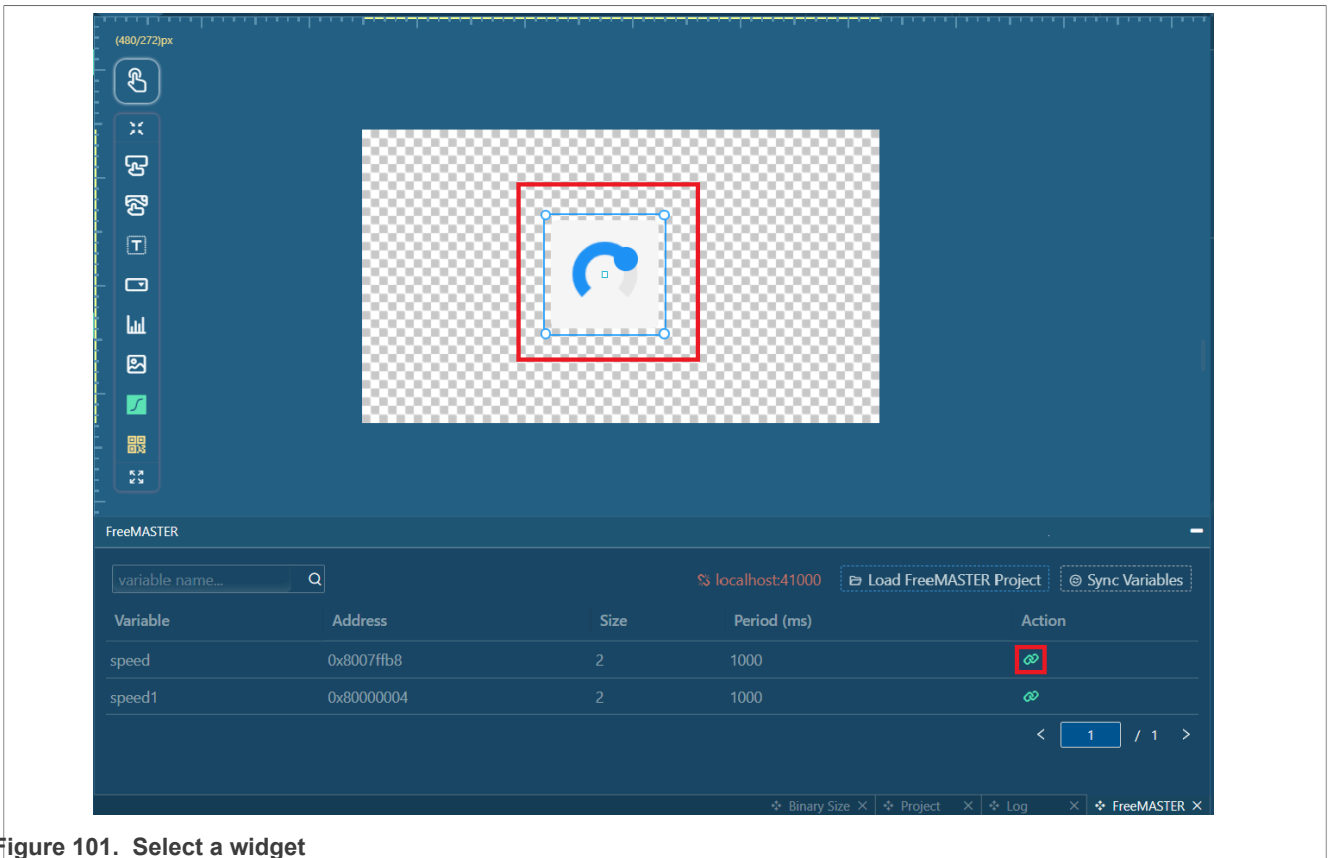 (480/272)px
T
FreeMASTER
variable name...
localhost:41000 Load FreeMASTER Project Sync Variables
Variable Address Size Period (ms) Action
speed 0x8007ffb8 2 1000
speed1 0x80000004 2 1000
< 1 / 1 >
Binary Size × Project × Log × FreeMASTER ×
Figure 101. Select a widget